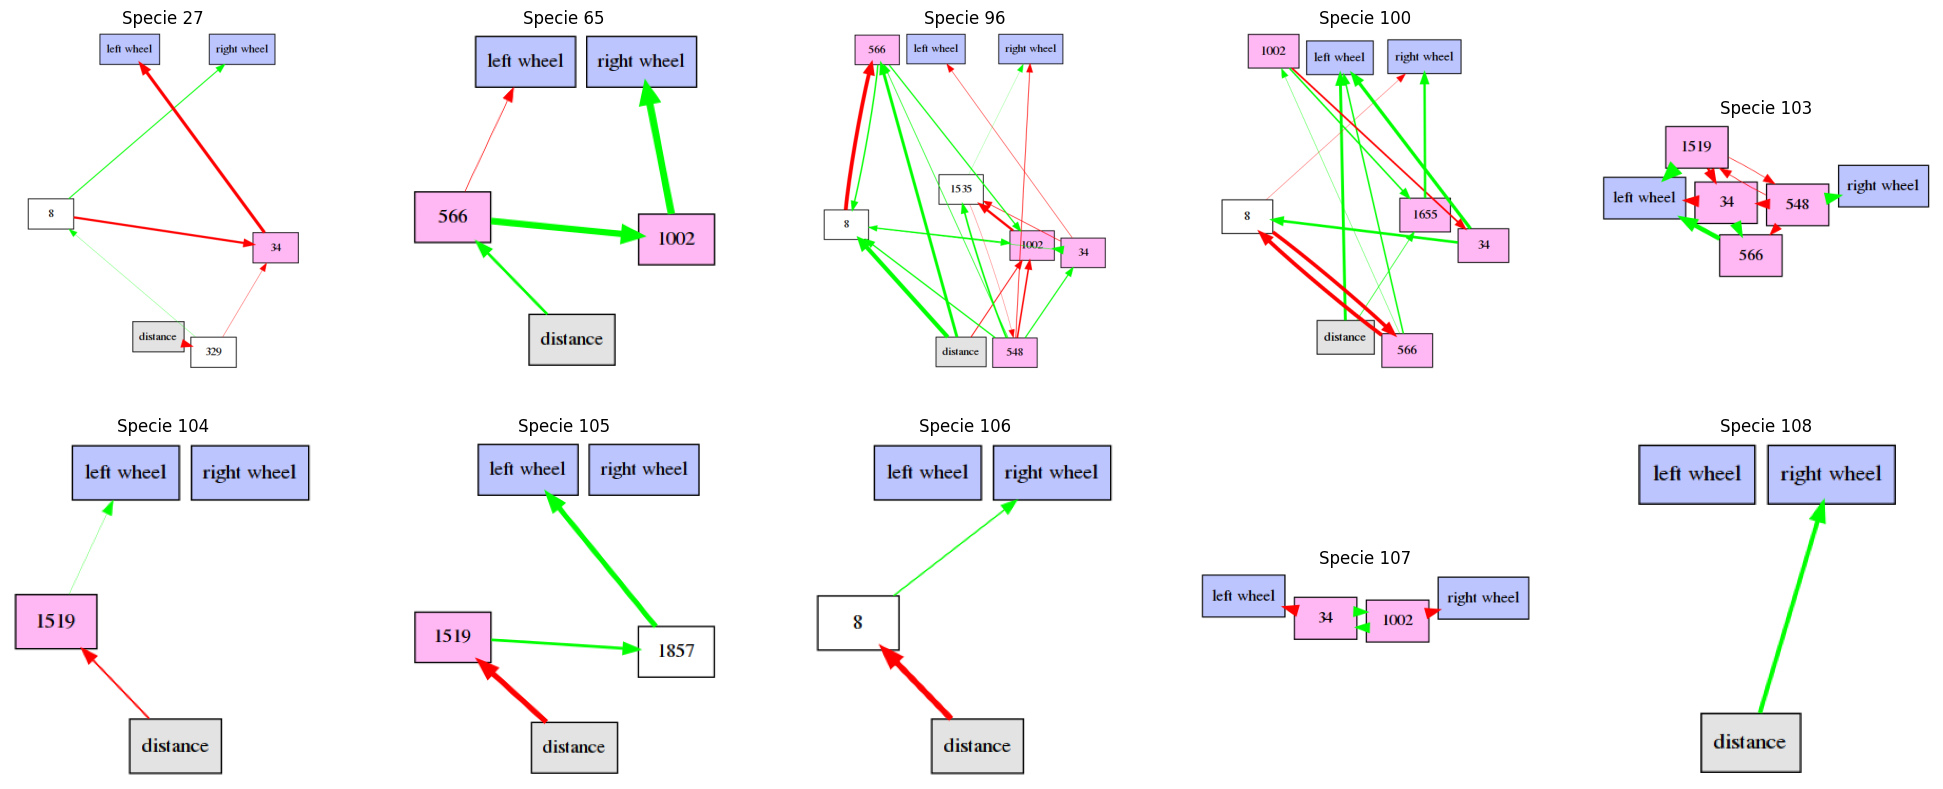 Specie 27
left wheel
right wheel
8
34
distance
329
Specie 65
left wheel
right wheel
566
1002
distance
Specie 96
566
left wheel
right wheel
1535
8
1002
34
distance
548
Specie 100
1002
left wheel
right wheel
8
1655
34
distance
566
Specie 103
1519
left wheel
34
548
right wheel
566
Specie 104
left wheel
right wheel
1519
distance
Specie 105
left wheel
right wheel
1519
1857
distance
Specie 106
left wheel
right wheel
8
distance
Specie 107
left wheel
34
1002
right wheel
Specie 108
left wheel
right wheel
distance